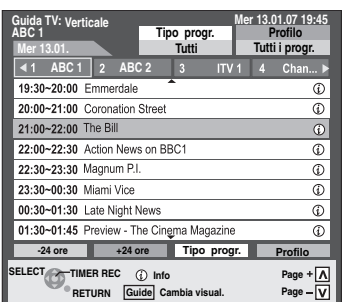 Guida TV: Verticale Mer 13.01.07 19:45
ABC 1 Tipo progr. Profilo
Mer 13.01. Tutti Tutti i progr.
1 ABC 1 2 ABC 2 3 ITV 1 4 Chan...
19:30~20:00 Emmerdale
20:00~21:00 Coronation Street
21:00~22:00 The Bill
22:00~22:30 Action News on BBC1
22:30~23:30 Magnum P.I.
23:30~00:30 Miami Vice
00:30~01:30 Late Night News
01:30~01:45 Preview - The Cinema Magazine
-24 ore +24 ore Tipo progr. Profilo
SELECT TIMER REC i Info Page +
RETURN Guide Cambia visual. Page –